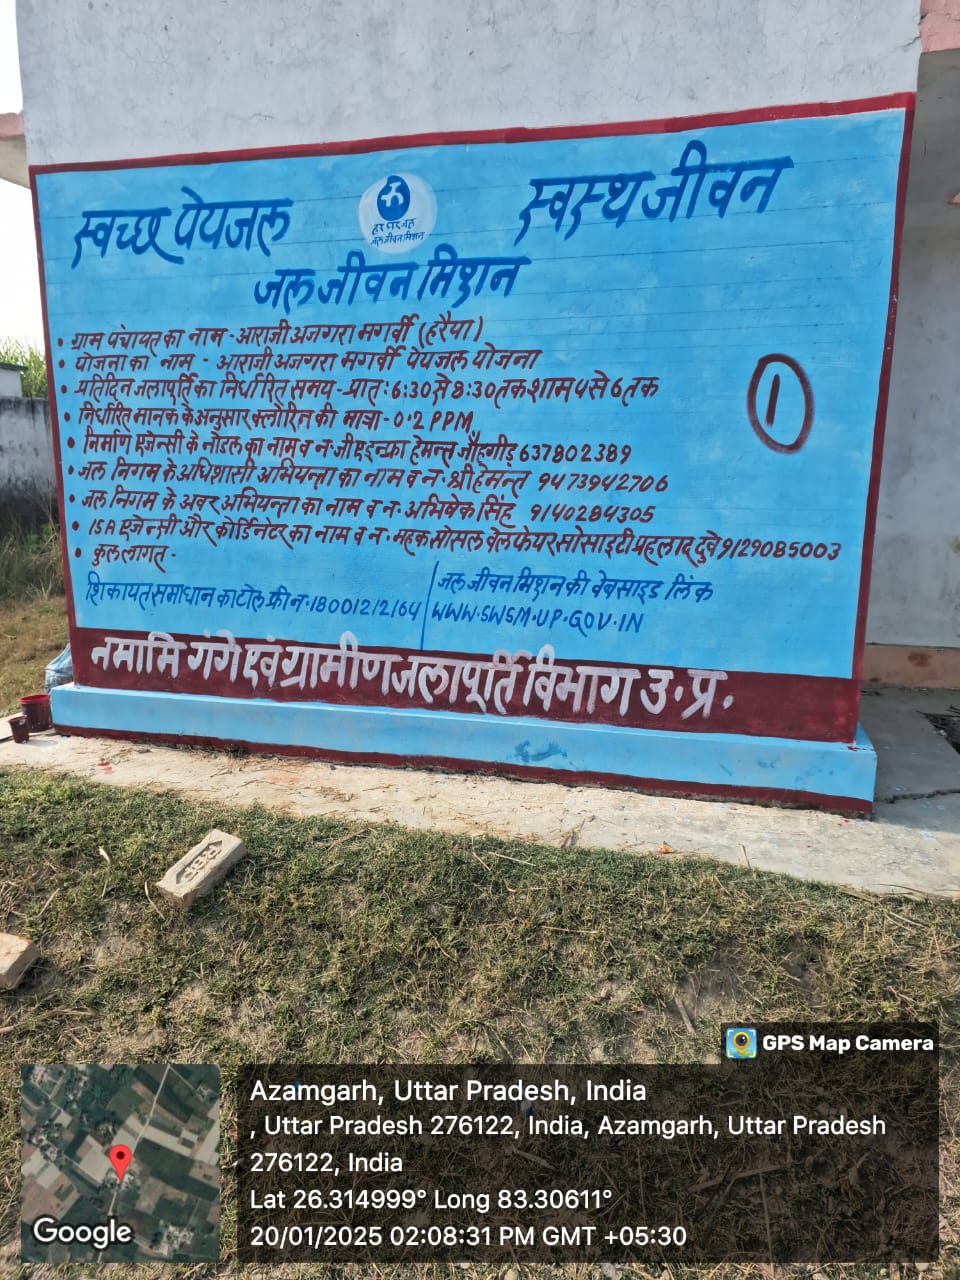 स्वच्छ पेयजल
हर घर जल
जल जीवन मिशन
स्वस्थ जीवन
जल जीवन मिशन
• ग्राम पंचायत का नाम - आराजी अजगरा मगर्वी (हरैया)
• योजना का नाम - आराजी अजगरा मगर्वी पेयजल योजना
• प्रतिदिन जलापूर्ति का निर्धारित समय - प्रातः 6:30 से 8:30 तक शाम 4 से 6 तक
• निर्धारित मानक के अनुसार क्लोरिन की मात्रा - 0.2 PPM
• निर्माण एजेन्सी के नोडल का नाम व न. जीए इन्फ्रा हेमन्त 637802389
• जल निगम के अधिशासी अभियन्ता का नाम व न. श्री हेमन्त 9473942706
• जल निगम के अवर अभियन्ता का नाम व न. अभिषेक सिंह 9140284305
• ISA एजेन्सी और कोर्डिनेटर का नाम व न. महक सोसल वेलफेयर सोसाइटी प्रहलाद दुबे 9129085003
• कुल लागत -
1
शिकायत समाधान का टोल फ्री न. 18001212164
जल जीवन मिशन की वेबसाइड लिंक
WWW.SWSM.UP.GOV.IN
नमामि गंगे एवं ग्रामीण जलापूर्ति विभाग उ.प्र.
GPS Map Camera
Azamgarh, Uttar Pradesh, India
, Uttar Pradesh 276122, India, Azamgarh, Uttar Pradesh
276122, India
Lat 26.314999° Long 83.30611°
20/01/2025 02:08:31 PM GMT +05:30
Google